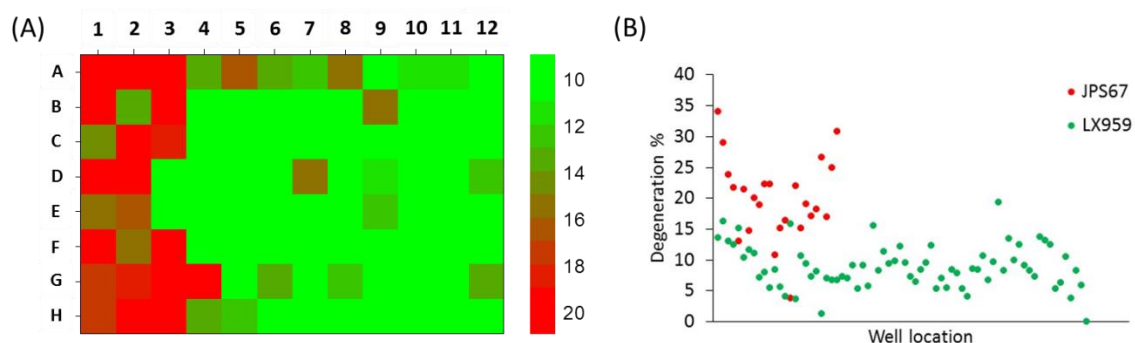 (A)
1 2 3 4 5 6 7 8 9 10 11 12
A
B
C
D
E
F
G
H
10
12
14
16
18
20
(B)
Degeneration %
40
35
30
25
20
15
10
5
0
JPS67
LX959
Well location